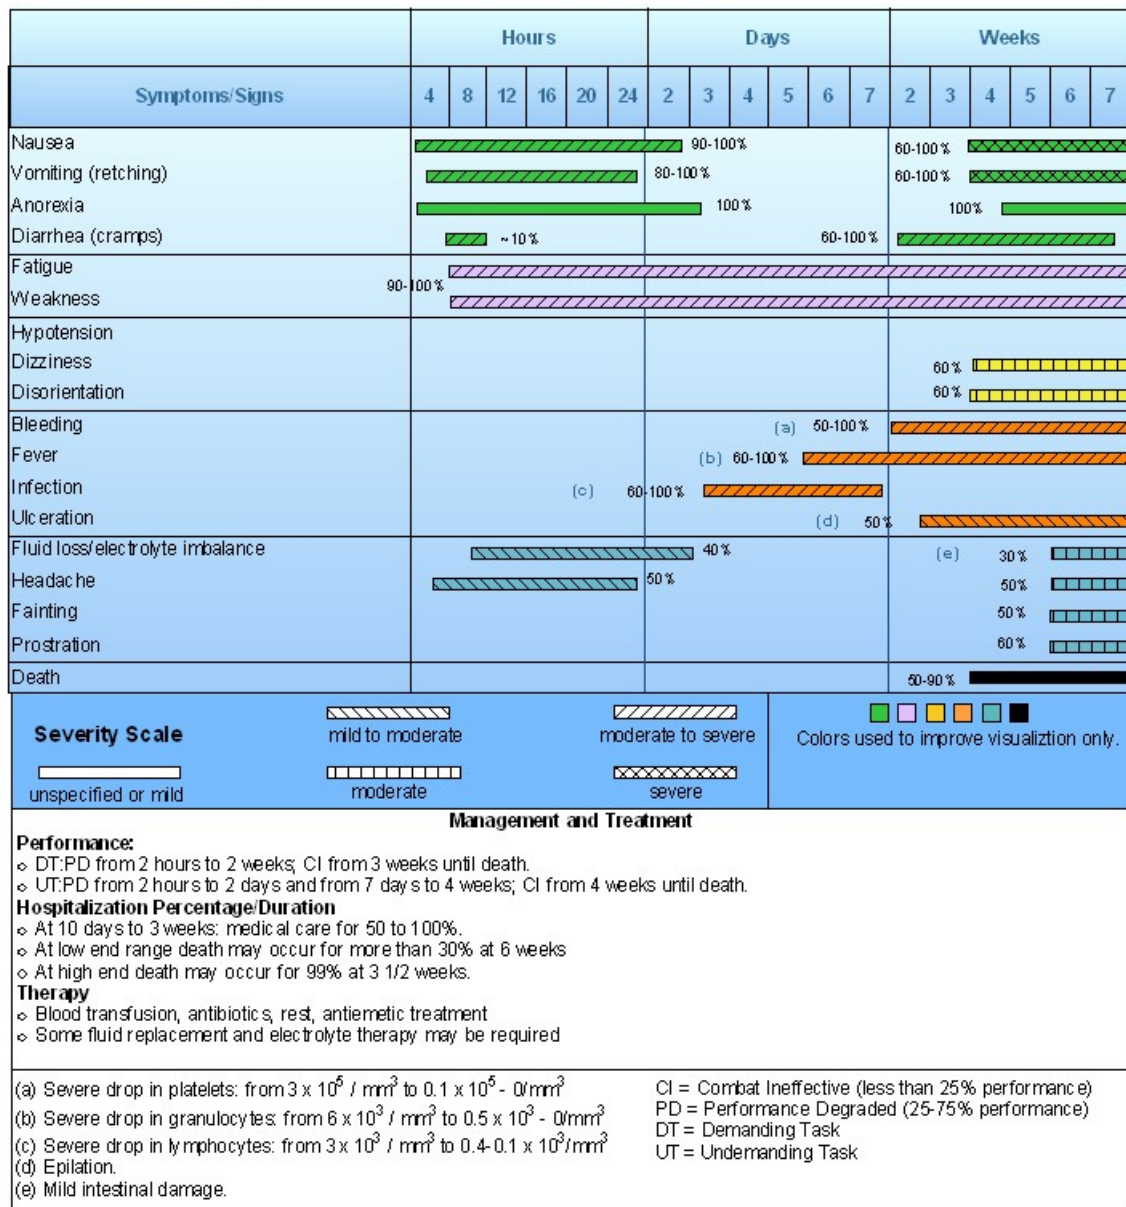 Hours Days Weeks
Symptoms/Signs 4 8 12 16 20 24 2 3 4 5 6 7 2 3 4 5 6 7
Nausea 90-100% 60-100%
Vomiting (retching) 80-100% 60-100%
Anorexia 100% 100%
Diarrhea (cramps) ~10% 60-100%
Fatigue
90-100%
Weakness
Hypotension
Dizziness 60%
Disorientation 60%
Bleeding (a) 50-100%
Fever (b) 60-100%
Infection (c) 60-100%
Ulceration (d) 50%
Fluid loss/electrolyte imbalance 40% (e) 30%
Headache 50% 50%
Fainting 50%
Prostration 60%
Death 50-90%
Severity Scale mild to moderate moderate to severe Colors used to improve visualiztion only.
unspecified or mild moderate severe
Management and Treatment
Performance:
o DT:PD from 2 hours to 2 weeks; CI from 3 weeks until death.
o UT:PD from 2 hours to 2 days and from 7 days to 4 weeks; CI from 4 weeks until death.
Hospitalization Percentage/Duration
o At 10 days to 3 weeks: medical care for 50 to 100%.
o At low end range death may occur for more than 30% at 6 weeks
o At high end death may occur for 99% at 3 1/2 weeks.
Therapy
o Blood transfusion, antibiotics, rest, antiemetic treatment
o Some fluid replacement and electrolyte therapy may be required
(a) Severe drop in platelets: from 3 x 10⁵ / mm³ to 0.1 x 10⁵ - 0/mm³
(b) Severe drop in granulocytes: from 6 x 10³ / mm³ to 0.5 x 10³ - 0/mm³
(c) Severe drop in lymphocytes: from 3 x 10³ / mm³ to 0.4-0.1 x 10³/mm³
(d) Epilation.
(e) Mild intestinal damage.
CI = Combat Ineffective (less than 25% performance)
PD = Performance Degraded (25-75% performance)
DT = Demanding Task
UT = Undemanding Task